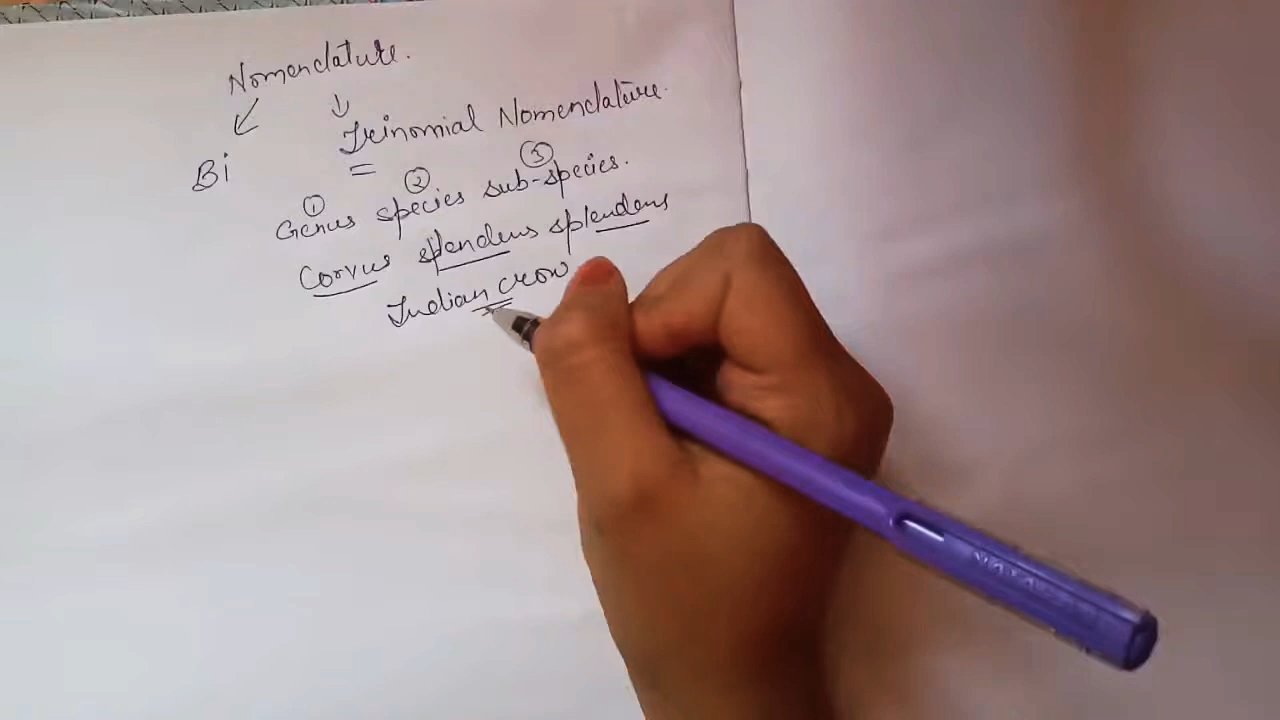 Nomenclature.
Bi
Trinomial Nomenclature.
① ② ③
Genus species sub-species.
Corvus splendens splendens
Indian crow